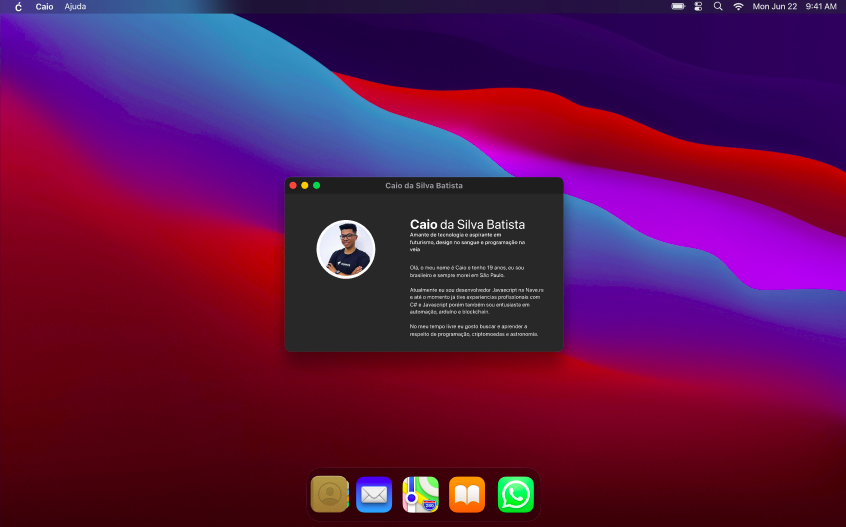 Caio Ajuda Mon Jun 22 9:41 AM
Caio da Silva Batista
Caio da Silva Batista
Amante de tecnologia e aspirante em
futurismo, design no sangue e programação na
veia
Olá, o meu nome é Caio e tenho 19 anos, eu sou
brasileiro e sempre morei em São Paulo.
Atualmente eu sou desenvolvedor Javascript na Nave.rs
e até o momento já tive experiencias profissionais com
C# e Javascript porém também sou entusiasta em
automação, arduino e blockchain.
No meu tempo livre eu gosto buscar e aprender a
respeito de programação, criptomoedas e astronomia.
280